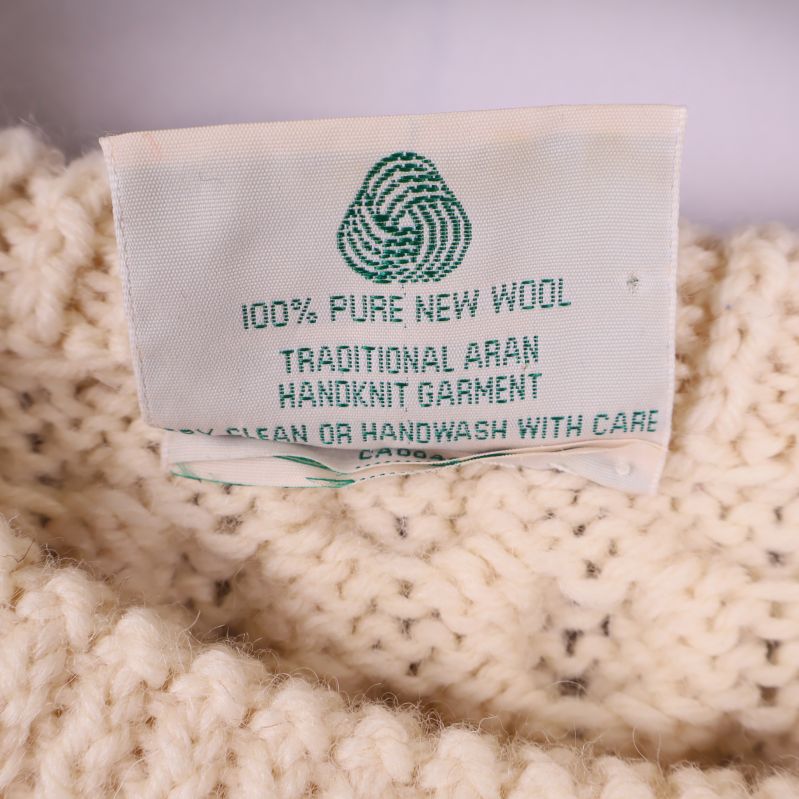 100% PURE NEW WOOL
TRADITIONAL ARAN
HANDKNIT GARMENT
CLEAN OR HANDWASH WITH CARE